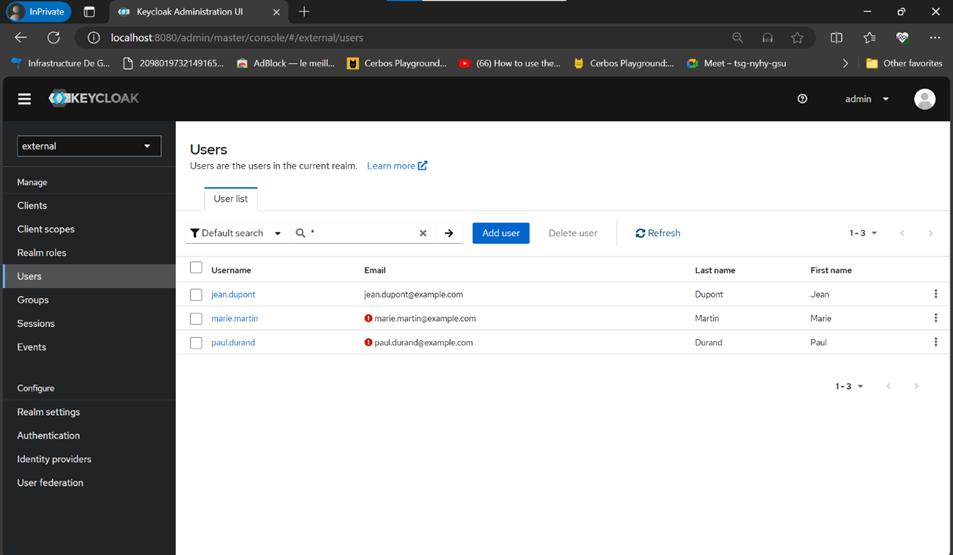 InPrivate
Keycloak Administration UI
localhost:8080/admin/master/console/#/external/users
Infrastructure De G... 2098019732149165... AdBlock — le meill... Cerbos Playground... (66) How to use the... Cerbos Playground:... Meet – tsg-nyhy-gsu Other favorites
KEYCLOAK
admin
external
Manage
Clients
Client scopes
Realm roles
Users
Groups
Sessions
Events
Configure
Realm settings
Authentication
Identity providers
User federation
Users
Users are the users in the current realm. Learn more
User list
Default search * Add user Delete user Refresh 1 - 3
Username Email Last name First name
jean.dupont jean.dupont@example.com Dupont Jean
marie.martin marie.martin@example.com Martin Marie
paul.durand paul.durand@example.com Durand Paul
1 - 3